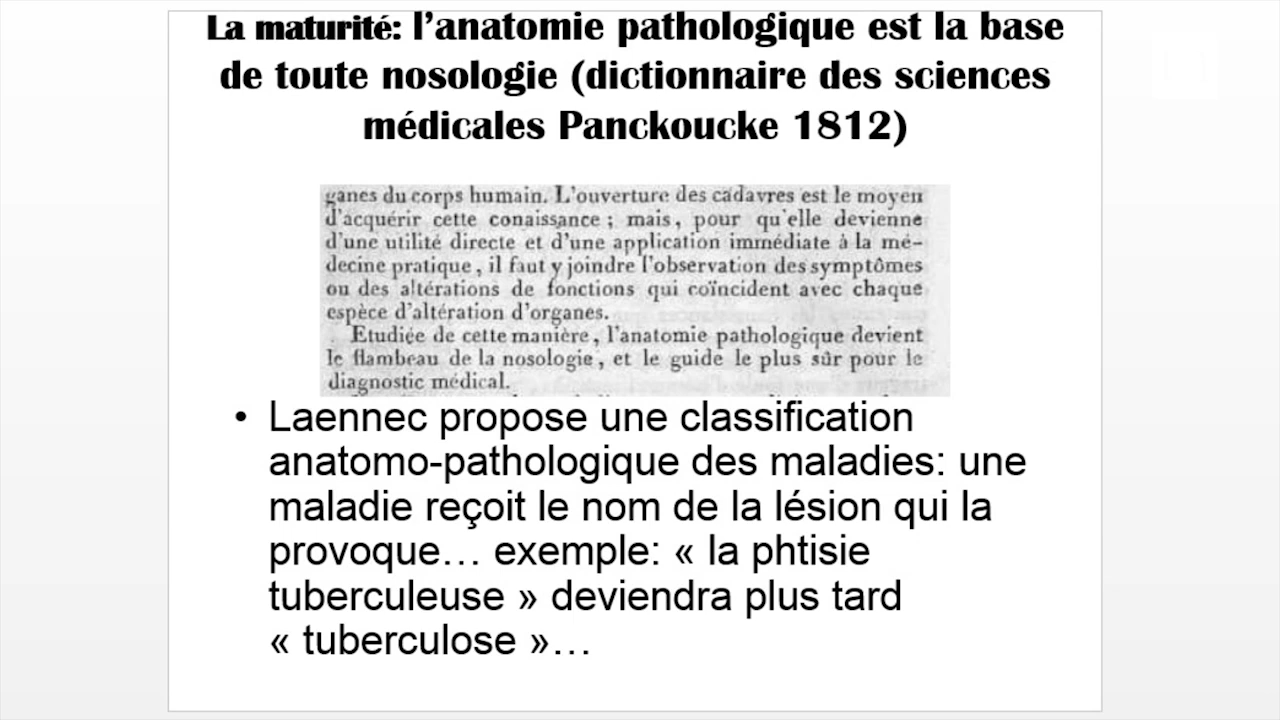 La maturité: l’anatomie pathologique est la base
de toute nosologie (dictionnaire des sciences
médicales Panckoucke 1812)
ganes du corps humain. L'ouverture des cadavres est le moyen
d'acquérir cette conaissance ; mais, pour qu'elle devienne
d'une utilité directe et d'une application immédiate à la mé-
decine pratique, il faut y joindre l'observation des symptômes
ou des altérations de fonctions qui coïncident avec chaque
espèce d'altération d'organes.
Etudiée de cette manière, l'anatomie pathologique devient
le flambeau de la nosologie, et le guide le plus sûr pour le
diagnostic médical.
• Laennec propose une classification
anatomo-pathologique des maladies: une
maladie reçoit le nom de la lésion qui la
provoque… exemple: « la phtisie
tuberculeuse » deviendra plus tard
« tuberculose »…